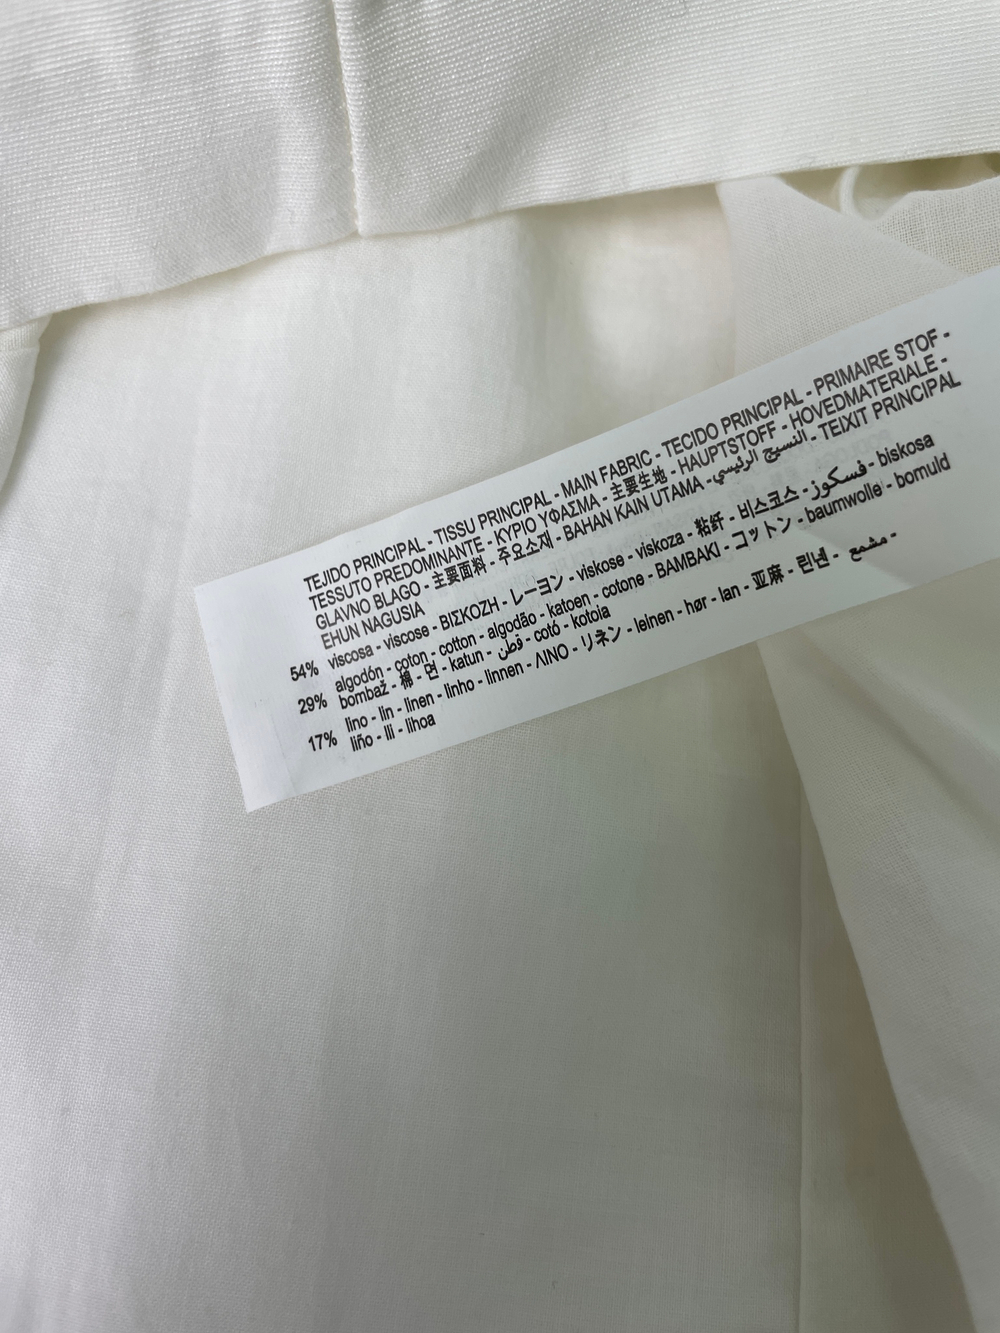 TEJIDO PRINCIPAL - TISSU PRINCIPAL - MAIN FABRIC - TECIDO PRINCIPAL - PRIMAIRE STOF -
TESSUTO PREDOMINANTE - ΚΥΡΙΟ ΥΦΑΣΜΑ - 主要生地 - HAUPTSTOFF - HOVEDMATERIALE -
GLAVNO BLAGO - 主要面料 - 주요소재 - BAHAN KAIN UTAMA - النسيج الرئيسي - TEIXIT PRINCIPAL
EHUN NAGUSIA
54% viscosa - viscose - ΒΙΣΚΟΖΗ - レーヨン - viskose - viskoza - 粘纤 - 비스코스 - فسكوز - biskosa
algodón - coton - cotton - algodão - katoen - cotone - ΒΑΜΒΑΚΙ - コットン - baumwolle - bomuld
29% bombaž - 棉 - 면 - katun - قطن - cotó - kotoia
lino - lin - linen - linho - linnen - ΛΙΝΟ - リネン - leinen - hør - lan - 亚麻 - 린넨 - مشمع -
17% liño - lli - lihoa